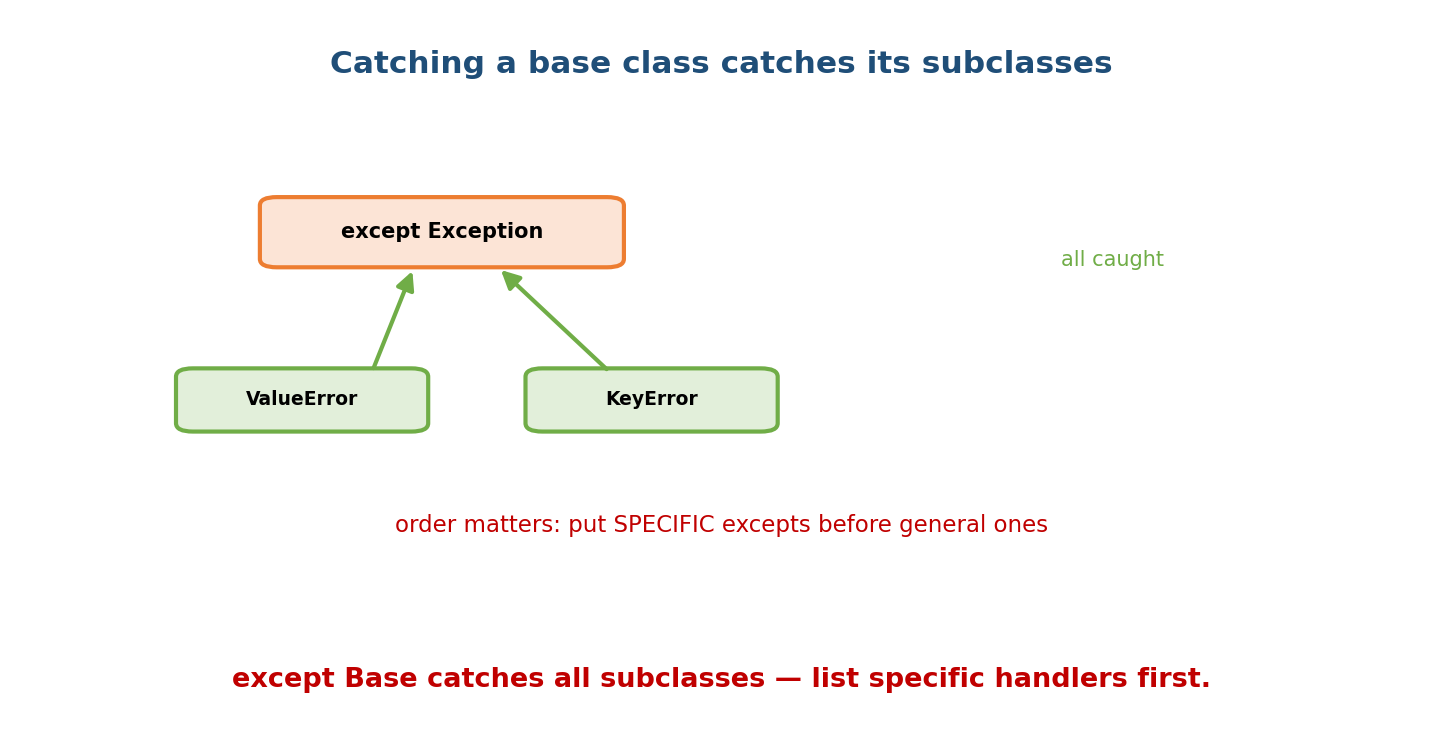 Catching a base class catches its subclasses
except Exception
all caught
ValueError
KeyError
order matters: put SPECIFIC excepts before general ones
except Base catches all subclasses — list specific handlers first.